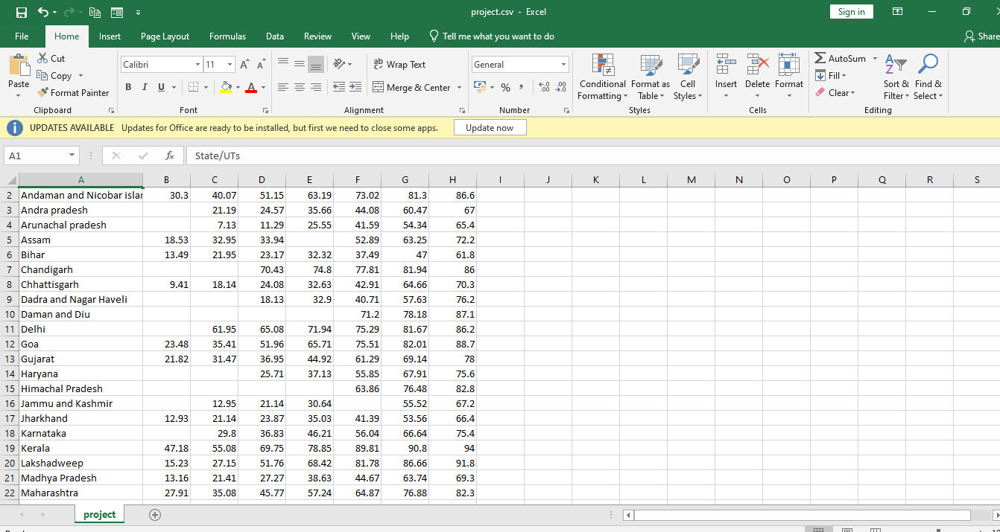 project.csv - Excel
Sign in
File Home Insert Page Layout Formulas Data Review View Help Tell me what you want to do Share
Paste
Cut
Copy
Format Painter
Clipboard
Calibri 11
B I U A
Font
Wrap Text
Merge & Center
Alignment
General
% ,
Number
Conditional Formatting
Format as Table
Cell Styles
Styles
Insert Delete Format
Cells
AutoSum
Fill
Clear
Sort & Filter
Find & Select
Editing
UPDATES AVAILABLE Updates for Office are ready to be installed, but first we need to close some apps. Update now
A1 fx State/UTs
A B C D E F G H I J K L M N O P Q R S
2 Andaman and Nicobar islar 30.3 40.07 51.15 63.19 73.02 81.3 86.6
3 Andra pradesh 21.19 24.57 35.66 44.08 60.47 67
4 Arunachal pradesh 7.13 11.29 25.55 41.59 54.34 65.4
5 Assam 18.53 32.95 33.94 52.89 63.25 72.2
6 Bihar 13.49 21.95 23.17 32.32 37.49 47 61.8
7 Chandigarh 70.43 74.8 77.81 81.94 86
8 Chhattisgarh 9.41 18.14 24.08 32.63 42.91 64.66 70.3
9 Dadra and Nagar Haveli 18.13 32.9 40.71 57.63 76.2
10 Daman and Diu 71.2 78.18 87.1
11 Delhi 61.95 65.08 71.94 75.29 81.67 86.2
12 Goa 23.48 35.41 51.96 65.71 75.51 82.01 88.7
13 Gujarat 21.82 31.47 36.95 44.92 61.29 69.14 78
14 Haryana 25.71 37.13 55.85 67.91 75.6
15 Himachal Pradesh 63.86 76.48 82.8
16 Jammu and Kashmir 12.95 21.14 30.64 55.52 67.2
17 Jharkhand 12.93 21.14 23.87 35.03 41.39 53.56 66.4
18 Karnataka 29.8 36.83 46.21 56.04 66.64 75.4
19 Kerala 47.18 55.08 69.75 78.85 89.81 90.8 94
20 Lakshadweep 15.23 27.15 51.76 68.42 81.78 86.66 91.8
21 Madhya Pradesh 13.16 21.41 27.27 38.63 44.67 63.74 69.3
22 Maharashtra 27.91 35.08 45.77 57.24 64.87 76.88 82.3
project